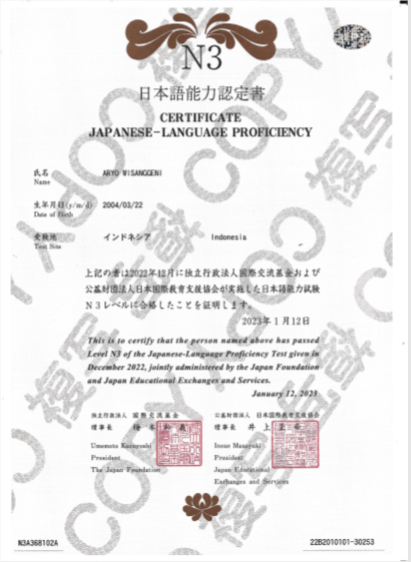 N3
日本語能力認定書
CERTIFICATE
JAPANESE-LANGUAGE PROFICIENCY
氏名
Name
ARYO WISANGGENI
生年月日(y/m/d)
Date of Birth
2004/03/22
受験地
Test Site
インドネシア
Indonesia
上記の者は2022年12月に独立行政法人国際交流基金および
公益財団法人日本国際教育支援協会が実施した日本語能力試験
N3レベルに合格したことを証明します。
2023年1月12日
This is to certify that the person named above has passed
Level N3 of the Japanese-Language Proficiency Test given in
December 2022, jointly administered by the Japan Foundation
and Japan Educational Exchanges and Services.
January 12, 2023
独立行政法人 国際交流基金
理事長
Umemoto Kazuyoshi
President
The Japan Foundation
公益財団法人 日本国際教育支援協会
理事長 井上
Inoue Masayuki
President
Japan Educational
Exchanges and Services
N3A368102A
22B2010101-30253
複写 COPY